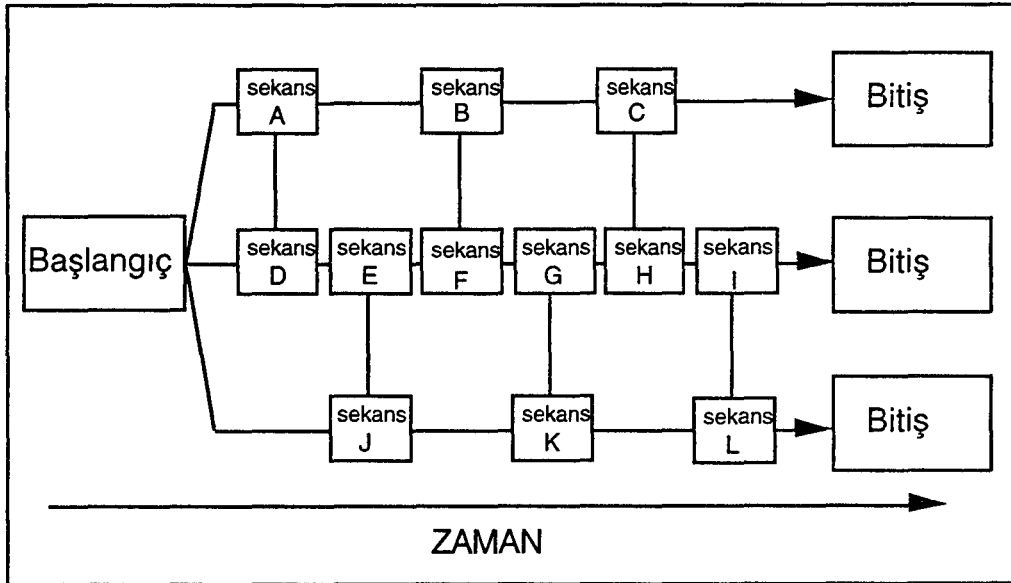 sekans
A
sekans
B
sekans
C
Bitiş
Başlangıç
sekans
D
sekans
E
sekans
F
sekans
G
sekans
H
sekans
I
Bitiş
sekans
J
sekans
K
sekans
L
Bitiş
ZAMAN